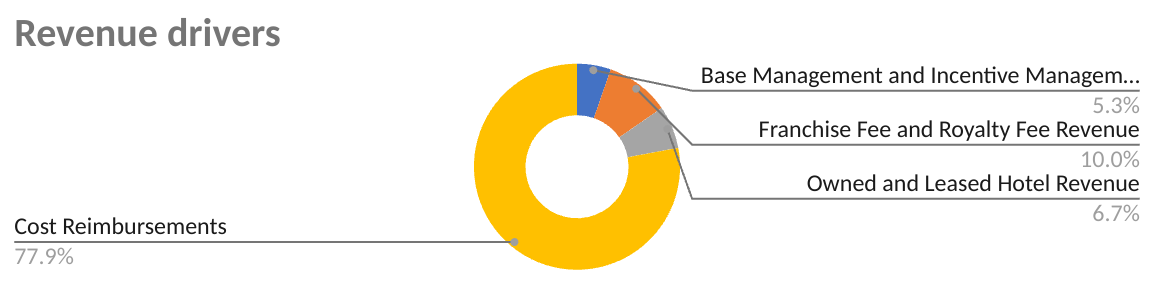 Revenue drivers
Base Management and Incentive Managem...
5.3%
Franchise Fee and Royalty Fee Revenue
10.0%
Owned and Leased Hotel Revenue
6.7%
Cost Reimbursements
77.9%